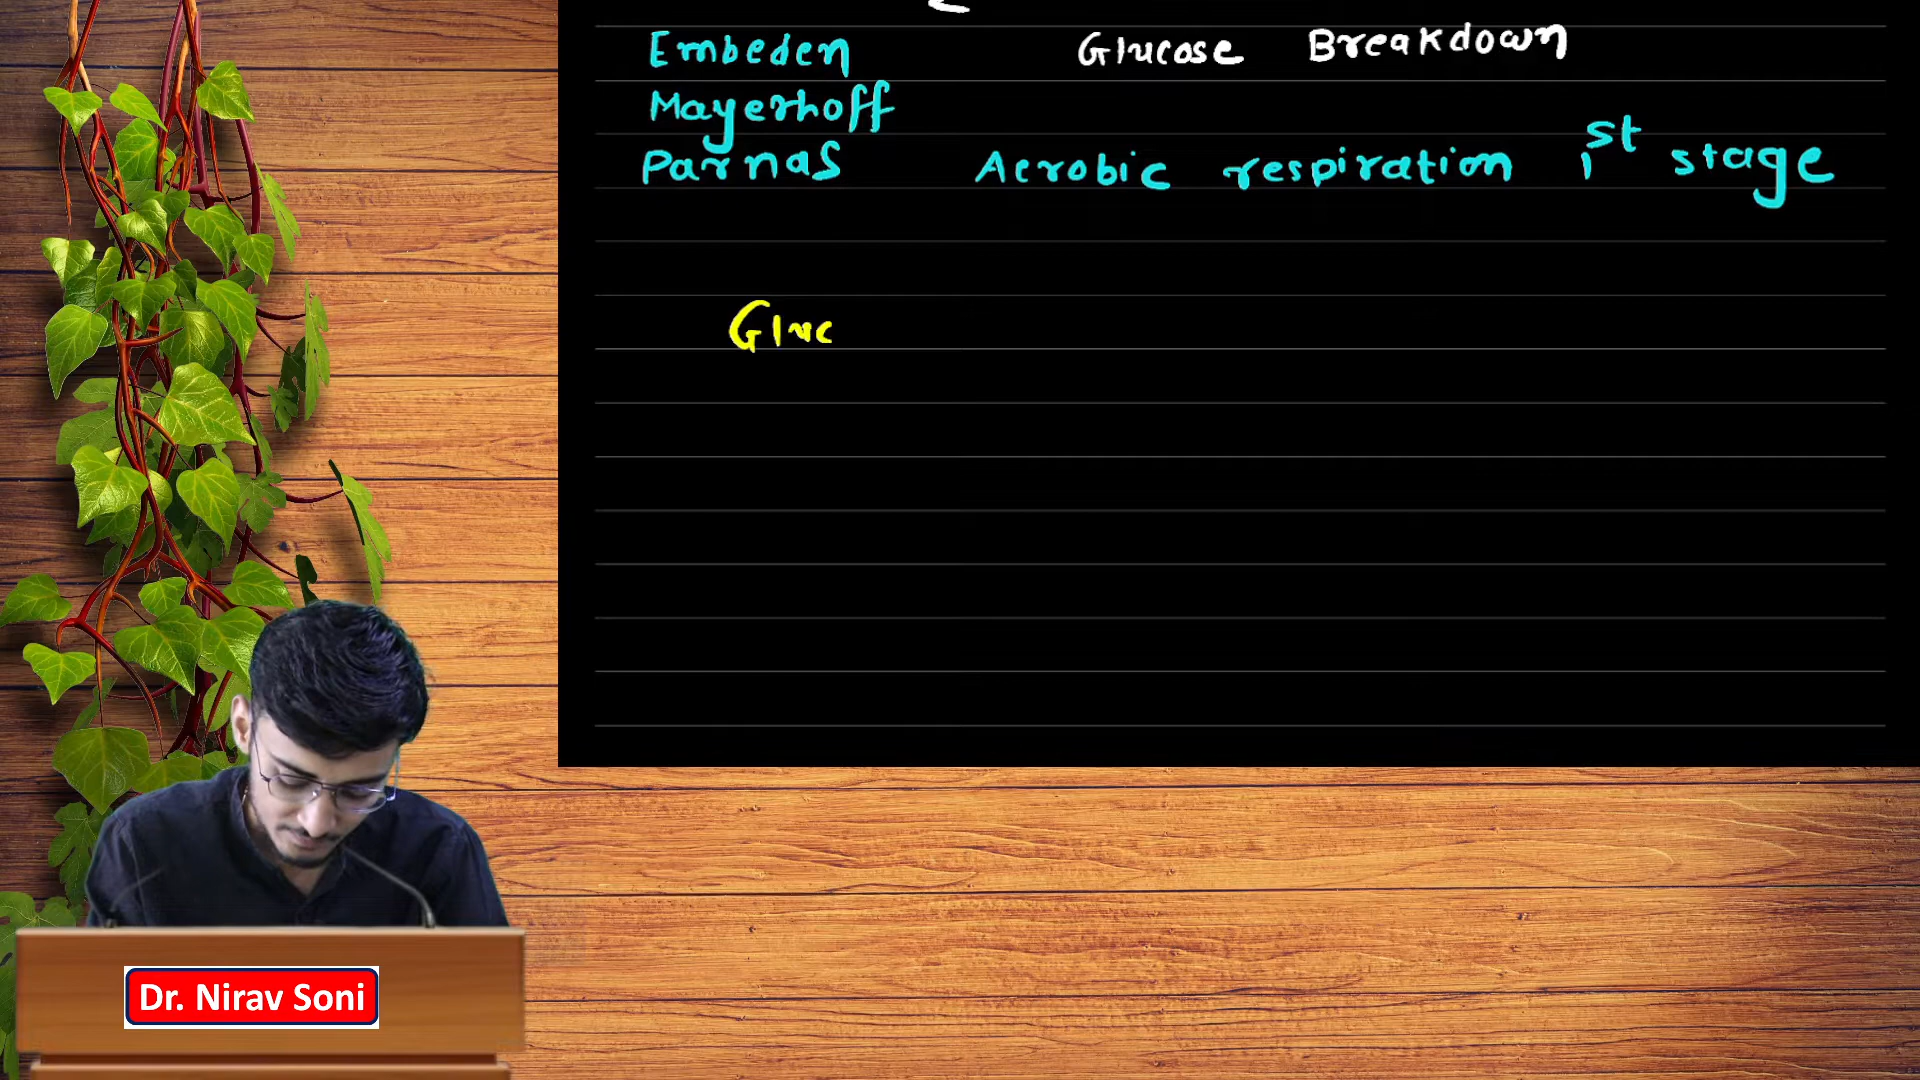 Embeden Glucose Breakdown
Mayerhoff
Parnas Aerobic respiration 1st stage
Gluc
Dr. Nirav Soni